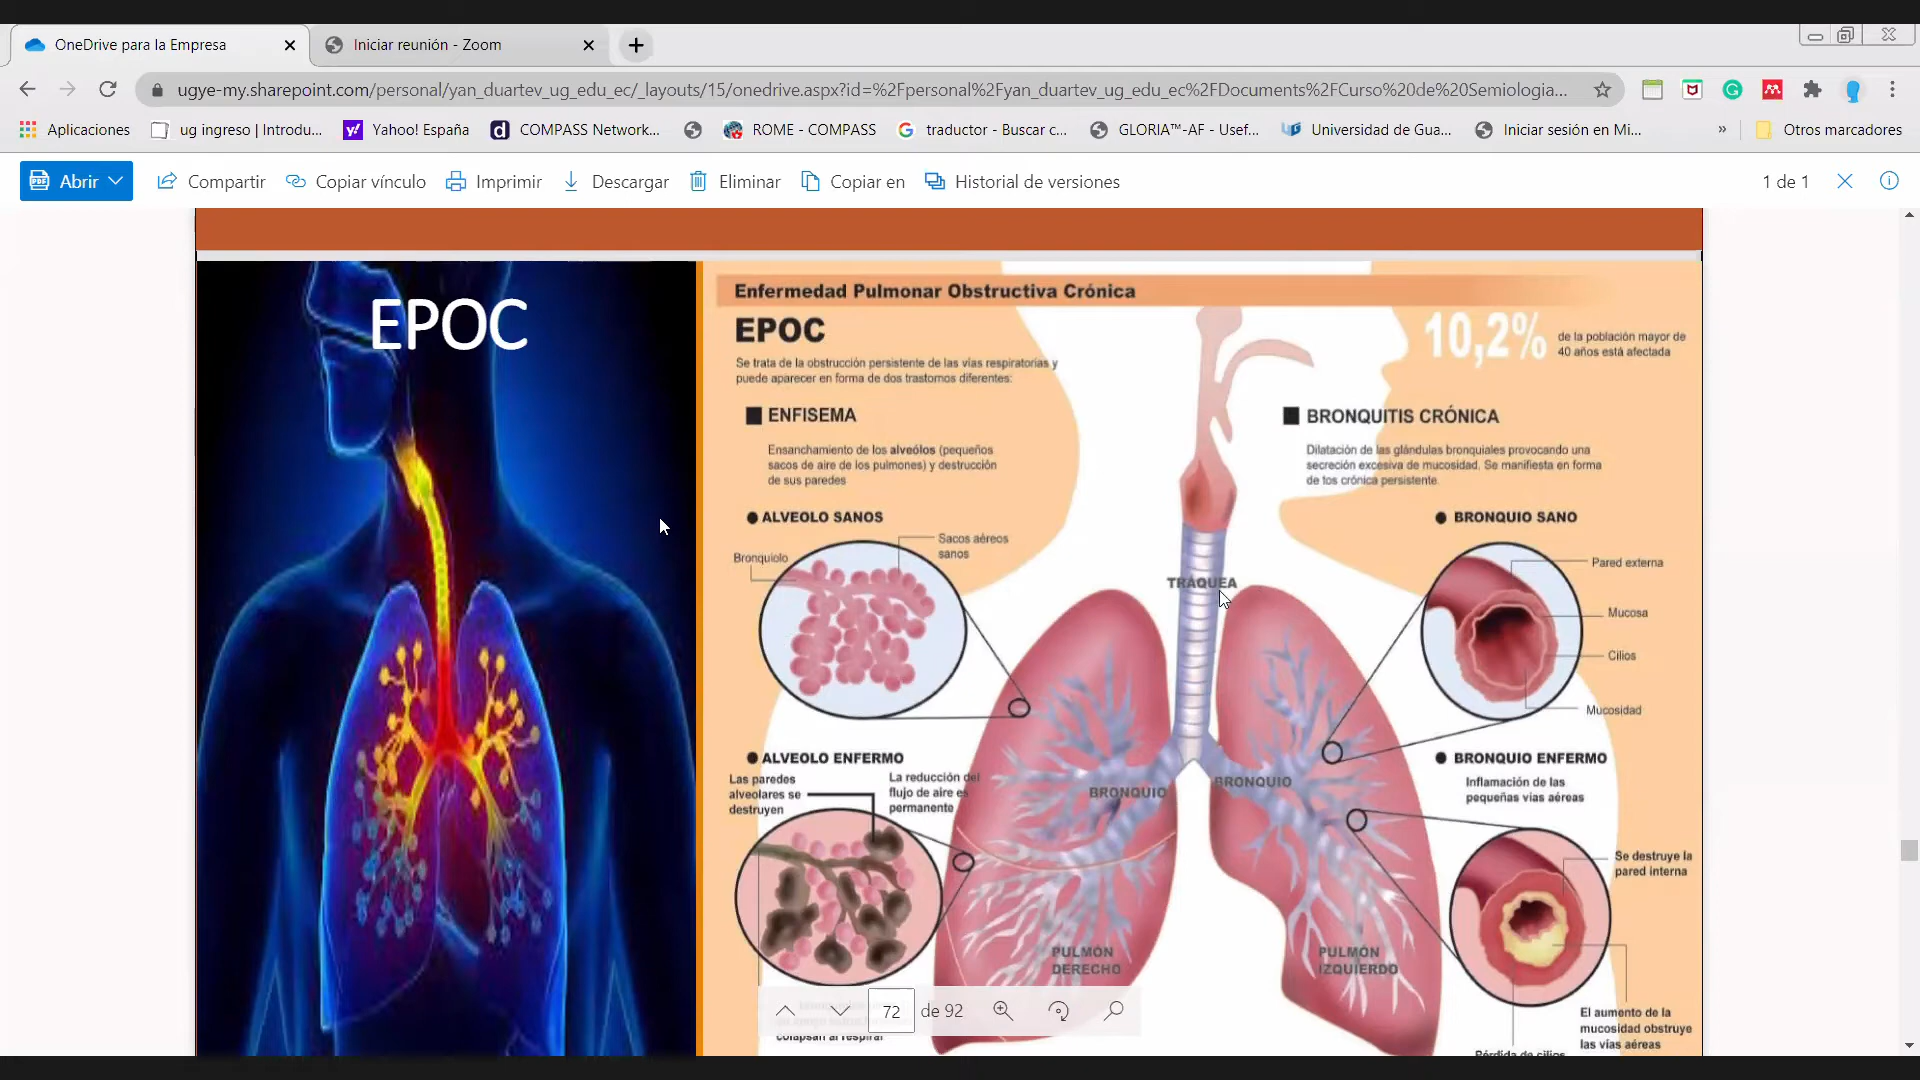 OneDrive para la Empresa
Iniciar reunión - Zoom
ugye-my.sharepoint.com/personal/yan_duartev_ug_edu_ec/_layouts/15/onedrive.aspx?id=%2Fpersonal%2Fyan_duartev_ug_edu_ec%2FDocuments%2FCurso%20de%20Semiologia...
Aplicaciones
ug ingreso | Introdu...
Yahoo! España
COMPASS Network...
ROME - COMPASS
traductor - Buscar c...
GLORIA™-AF - Usef...
Universidad de Gua...
Iniciar sesión en Mi...
»
Otros marcadores
Abrir
Compartir
Copiar vínculo
Imprimir
Descargar
Eliminar
Copiar en
Historial de versiones
1 de 1
EPOC
Enfermedad Pulmonar Obstructiva Crónica
EPOC
Se trata de la obstrucción persistente de las vías respiratorias y
puede aparecer en forma de dos trastornos diferentes:
10,2%
de la población mayor de
40 años está afectada
ENFISEMA
Ensanchamiento de los alveólos (pequeños
sacos de aire de los pulmones) y destrucción
de sus paredes
BRONQUITIS CRÓNICA
Dilatación de las glándulas bronquiales provocando una
secreción excesiva de mucosidad. Se manifiesta en forma
de tos crónica persistente.
ALVEOLO SANOS
Bronquiolo
Sacos aéreos
sanos
TRÁQUEA
BRONQUIO SANO
Pared externa
Mucosa
Cilios
Mucosidad
ALVEOLO ENFERMO
Las paredes
alveolares se
destruyen
La reducción del
flujo de aire es
permanente
BRONQUIO
BRONQUIO
BRONQUIO ENFERMO
Inflamación de las
pequeñas vías aéreas
Se destruye la
pared interna
PULMÓN
DERECHO
PULMÓN
IZQUIERDO
El aumento de la
mucosidad obstruye
las vías aéreas
Pérdida de cilios
colapsan al respirar
72 de 92